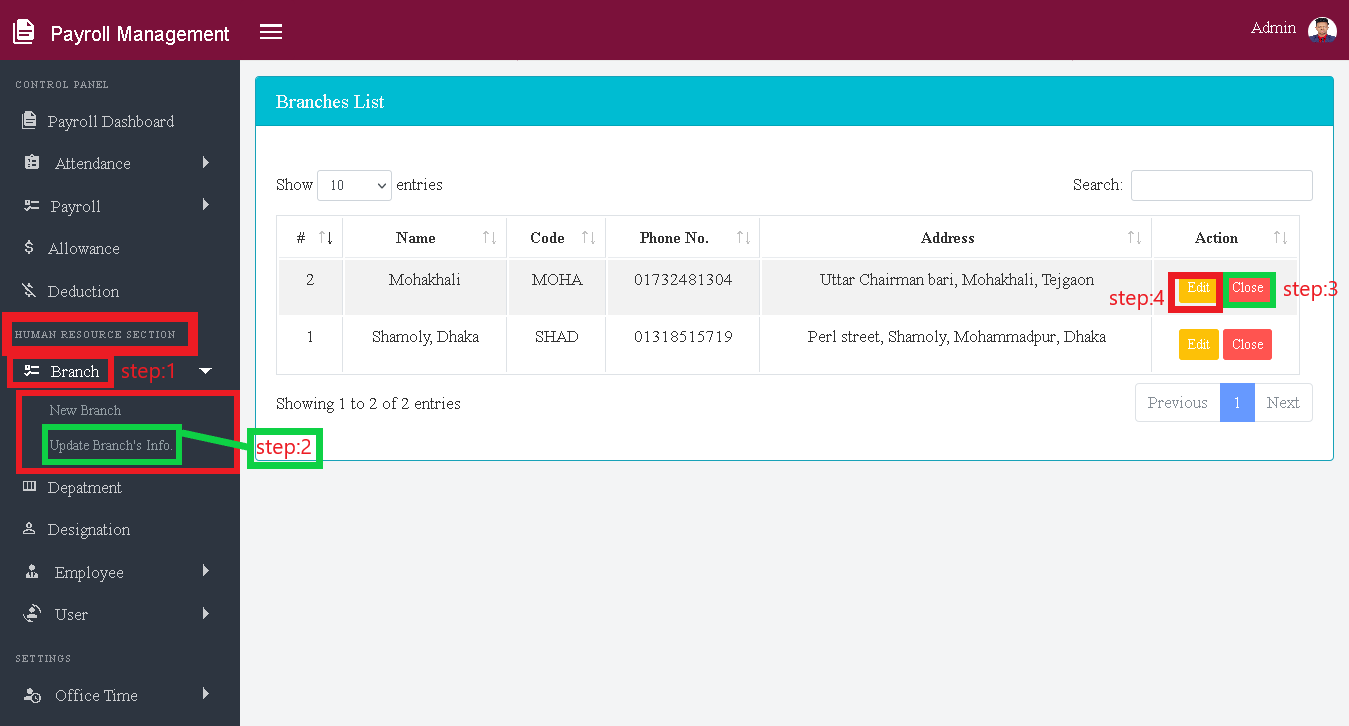 Payroll Management
Admin
CONTROL PANEL
Payroll Dashboard
Attendance
Payroll
Allowance
Deduction
HUMAN RESOURCE SECTION
Branch step:1
New Branch
Update Branch's Info. step:2
Depatment
Designation
Employee
User
SETTINGS
Office Time
Branches List
Show 10 entries Search:
# Name Code Phone No. Address Action
2 Mohakhali MOHA 01732481304 Uttar Chairman bari, Mohakhali, Tejgaon step:4 Edit Close step:3
1 Shamoly, Dhaka SHAD 01318515719 Perl street, Shamoly, Mohammadpur, Dhaka Edit Close
Showing 1 to 2 of 2 entries Previous 1 Next